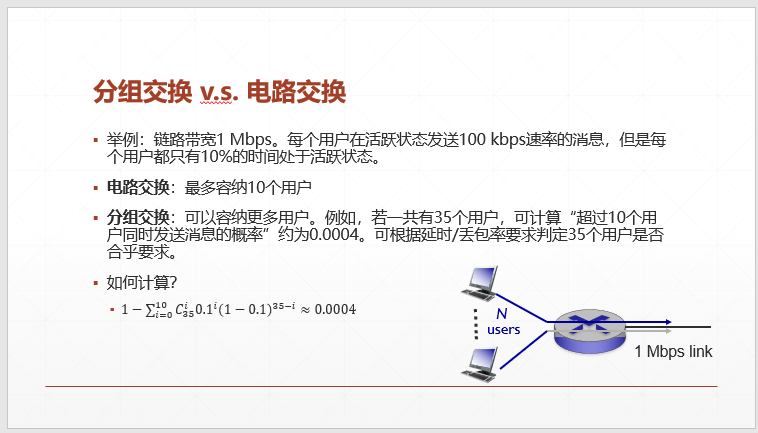 分组交换 v.s. 电路交换
举例：链路带宽1 Mbps。每个用户在活跃状态发送100 kbps速率的消息，但是每
个用户都只有10%的时间处于活跃状态。
电路交换：最多容纳10个用户
分组交换：可以容纳更多用户。例如，若一共有35个用户，可计算“超过10个用
户同时发送消息的概率”约为0.0004。可根据延时/丢包率要求判定35个用户是否
合乎要求。
如何计算?
1 − ∑_{i=0}^{10} C_{35}^{i} 0.1^{i} (1 − 0.1)^{35−i} ≈ 0.0004
N
users
1 Mbps link